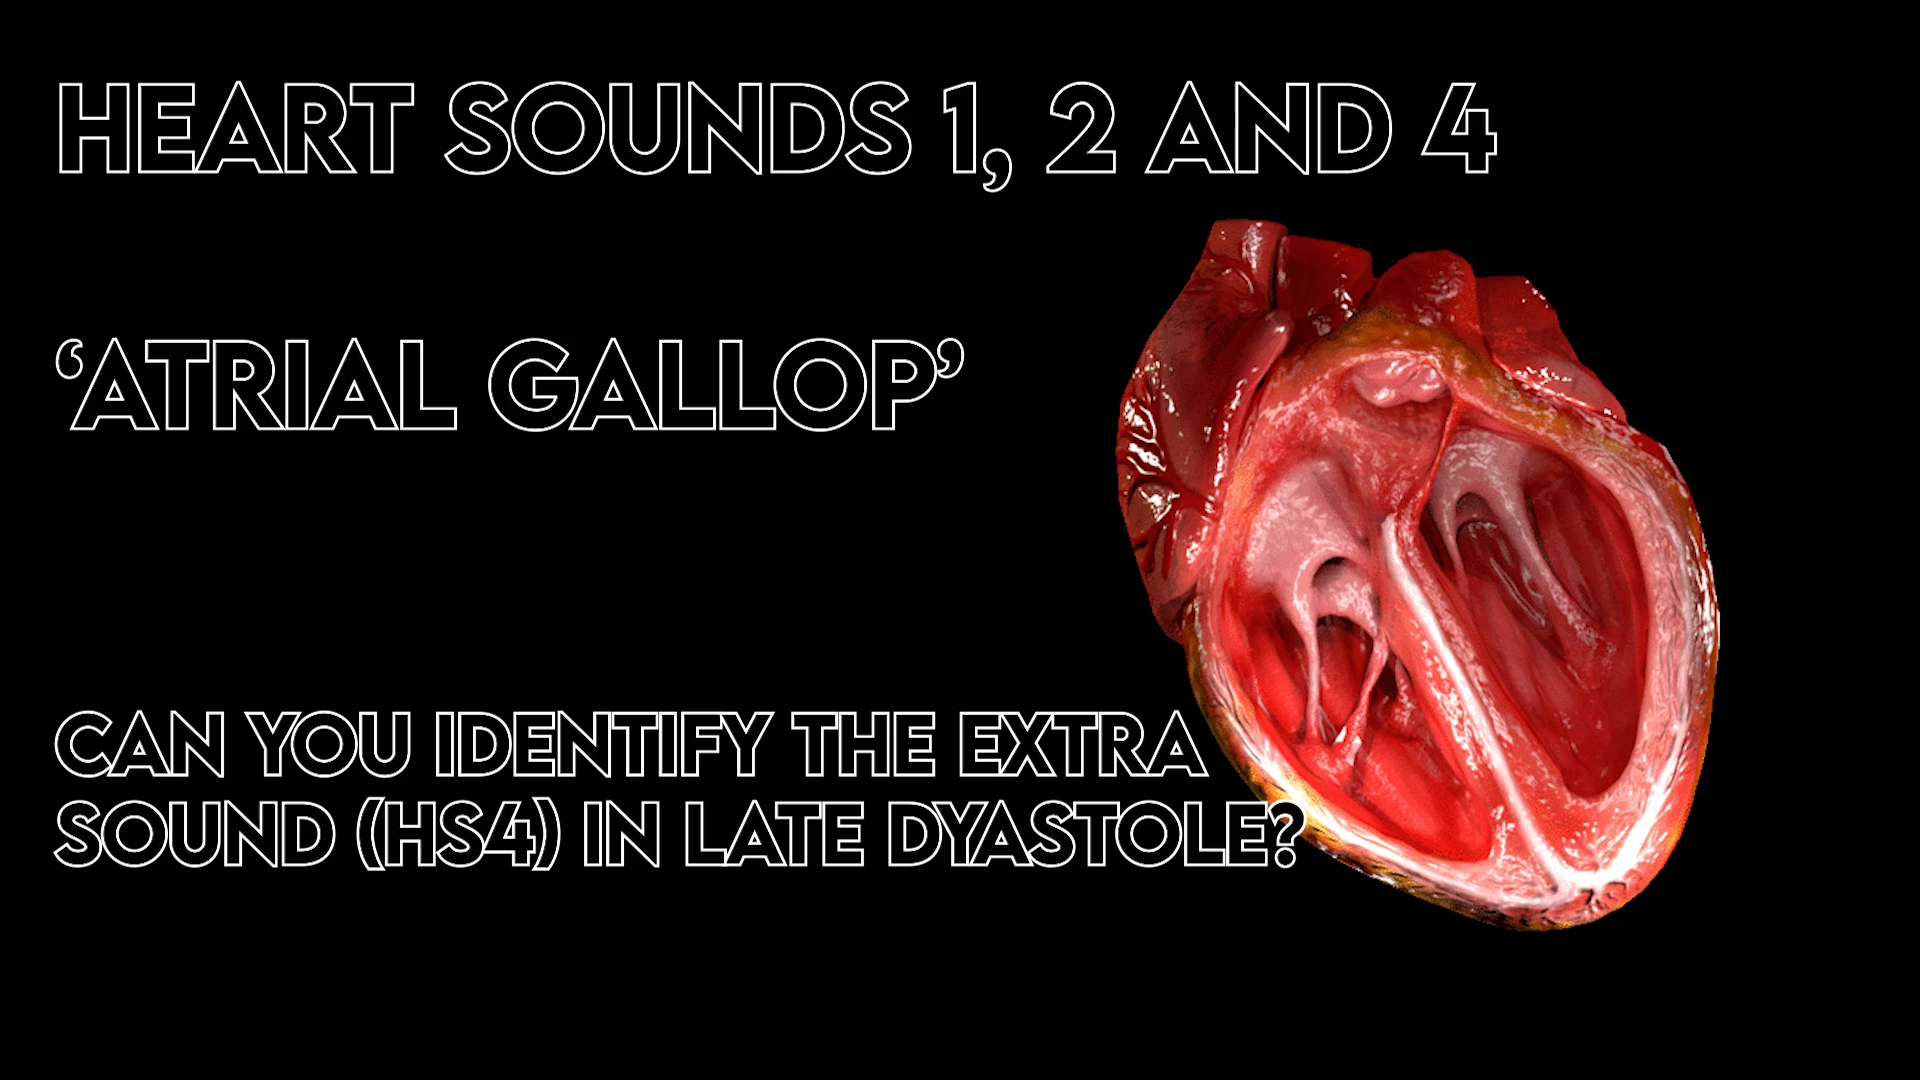 HEART SOUNDS 1, 2 AND 4
‘ATRIAL GALLOP’
CAN YOU IDENTIFY THE EXTRA
SOUND (HS4) IN LATE DYASTOLE?